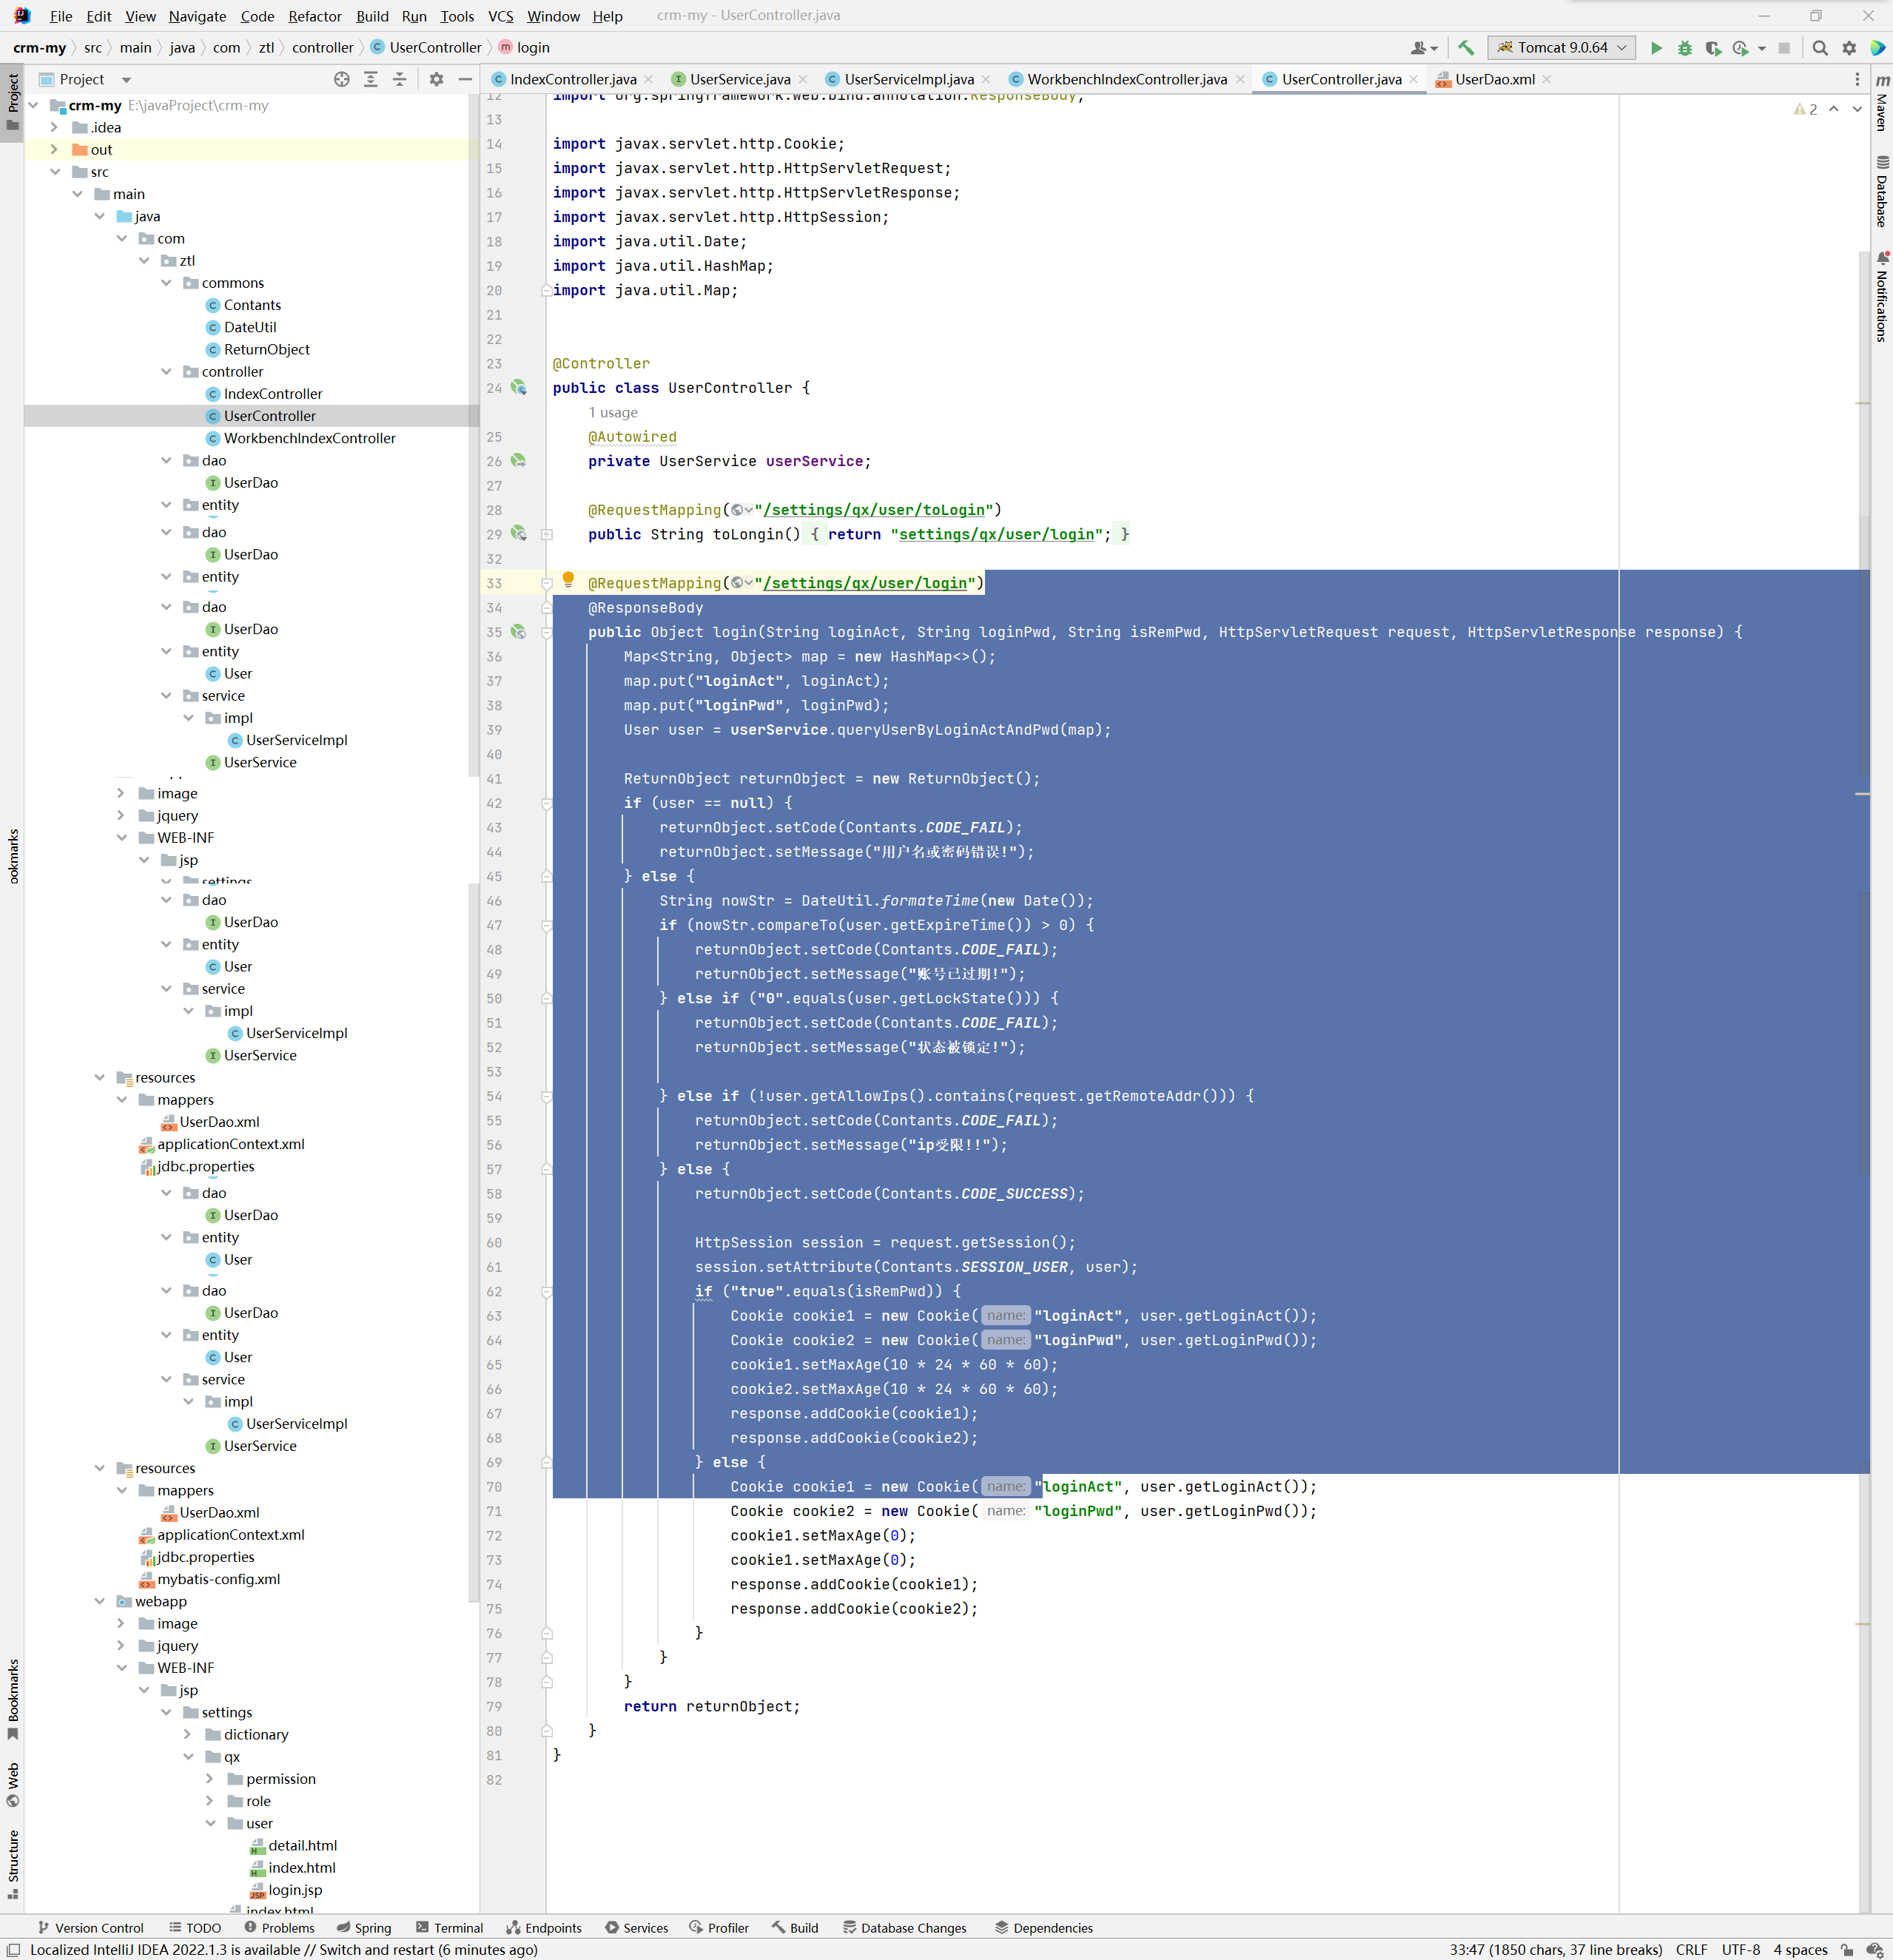 File Edit View Navigate Code Refactor Build Run Tools VCS Window Help crm-my - UserController.java
crm-my src main java com ztl controller UserController login Tomcat 9.0.64
Project
IndexController.java UserService.java UserServiceImpl.java WorkbenchIndexController.java UserController.java UserDao.xml
crm-my E:\javaProject\crm-my
.idea
out
src
main
java
com
ztl
commons
Contants
DateUtil
ReturnObject
controller
IndexController
UserController
WorkbenchIndexController
dao
UserDao
entity
dao
UserDao
entity
dao
UserDao
entity
User
service
impl
UserServiceImpl
UserService
image
jquery
WEB-INF
jsp
settings
dao
UserDao
entity
User
service
impl
UserServiceImpl
UserService
resources
mappers
UserDao.xml
applicationContext.xml
jdbc.properties
dao
UserDao
entity
User
dao
UserDao
entity
User
service
impl
UserServiceImpl
UserService
resources
mappers
UserDao.xml
applicationContext.xml
jdbc.properties
mybatis-config.xml
webapp
image
jquery
WEB-INF
jsp
settings
dictionary
qx
permission
role
user
detail.html
index.html
login.jsp
index.html
Project
ookmarks
Bookmarks
Web
Structure
12 import org.springframework.web.bind.annotation.ResponseBody;
13
14 import javax.servlet.http.Cookie;
15 import javax.servlet.http.HttpServletRequest;
16 import javax.servlet.http.HttpServletResponse;
17 import javax.servlet.http.HttpSession;
18 import java.util.Date;
19 import java.util.HashMap;
20 import java.util.Map;
21
22
23 @Controller
24 public class UserController {
1 usage
25 @Autowired
26 private UserService userService;
27
28 @RequestMapping("/settings/qx/user/toLogin")
29 public String toLongin() { return "settings/qx/user/login"; }
32
33 @RequestMapping("/settings/qx/user/login")
34 @ResponseBody
35 public Object login(String loginAct, String loginPwd, String isRemPwd, HttpServletRequest request, HttpServletResponse response) {
36 Map<String, Object> map = new HashMap<>();
37 map.put("loginAct", loginAct);
38 map.put("loginPwd", loginPwd);
39 User user = userService.queryUserByLoginActAndPwd(map);
40
41 ReturnObject returnObject = new ReturnObject();
42 if (user == null) {
43 returnObject.setCode(Contants.CODE_FAIL);
44 returnObject.setMessage("用户名或密码错误!");
45 } else {
46 String nowStr = DateUtil.formateTime(new Date());
47 if (nowStr.compareTo(user.getExpireTime()) > 0) {
48 returnObject.setCode(Contants.CODE_FAIL);
49 returnObject.setMessage("账号已过期!");
50 } else if ("0".equals(user.getLockState())) {
51 returnObject.setCode(Contants.CODE_FAIL);
52 returnObject.setMessage("状态被锁定!");
53
54 } else if (!user.getAllowIps().contains(request.getRemoteAddr())) {
55 returnObject.setCode(Contants.CODE_FAIL);
56 returnObject.setMessage("ip受限!!");
57 } else {
58 returnObject.setCode(Contants.CODE_SUCCESS);
59
60 HttpSession session = request.getSession();
61 session.setAttribute(Contants.SESSION_USER, user);
62 if ("true".equals(isRemPwd)) {
63 Cookie cookie1 = new Cookie( name: "loginAct", user.getLoginAct());
64 Cookie cookie2 = new Cookie( name: "loginPwd", user.getLoginPwd());
65 cookie1.setMaxAge(10 * 24 * 60 * 60);
66 cookie2.setMaxAge(10 * 24 * 60 * 60);
67 response.addCookie(cookie1);
68 response.addCookie(cookie2);
69 } else {
70 Cookie cookie1 = new Cookie( name: "loginAct", user.getLoginAct());
71 Cookie cookie2 = new Cookie( name: "loginPwd", user.getLoginPwd());
72 cookie1.setMaxAge(0);
73 cookie1.setMaxAge(0);
74 response.addCookie(cookie1);
75 response.addCookie(cookie2);
76 }
77 }
78 }
79 return returnObject;
80 }
81 }
82
2
m
Maven
Database
Notifications
Version Control TODO Problems Spring Terminal Endpoints Services Profiler Build Database Changes Dependencies
Localized IntelliJ IDEA 2022.1.3 is available // Switch and restart (6 minutes ago) 33:47 (1850 chars, 37 line breaks) CRLF UTF-8 4 spaces